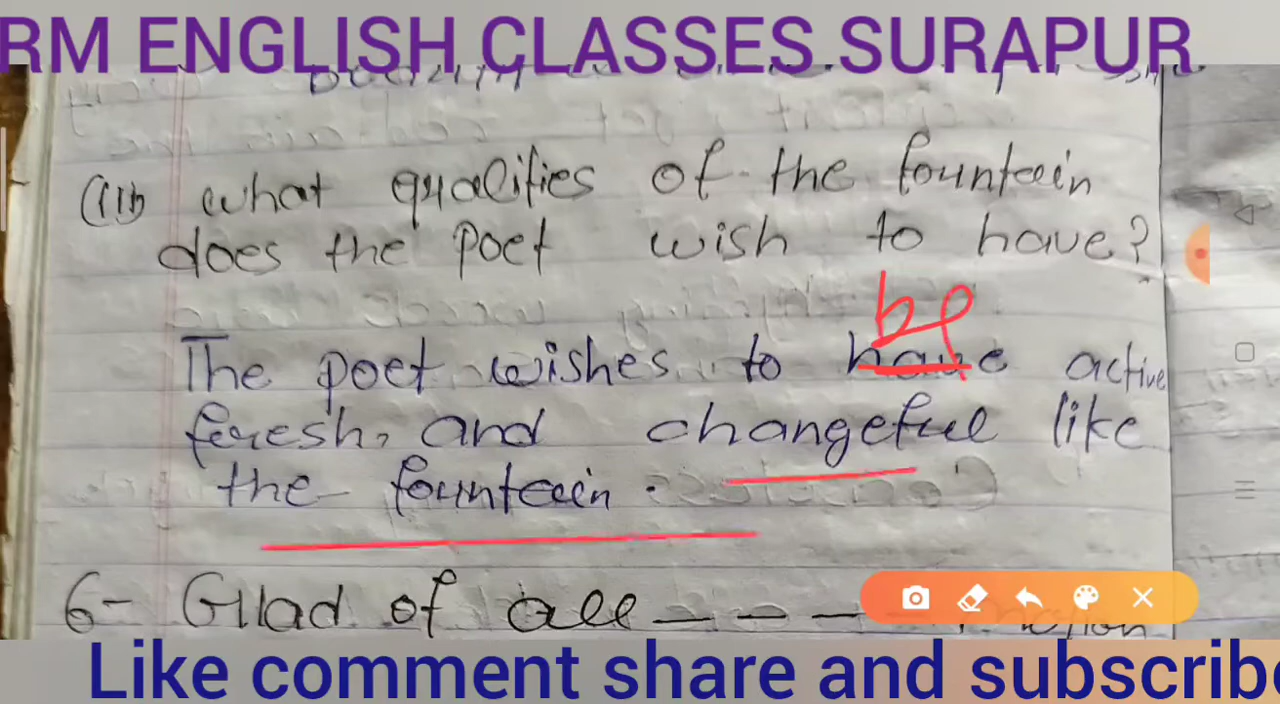 RM ENGLISH CLASSES SURAPUR
(III) what qualities of the fountain
does the poet wish to have?
be
The poet wishes to have active
fresh, and changeful like
the fountain.
6- Glad of all - - -
Like comment share and subscribe